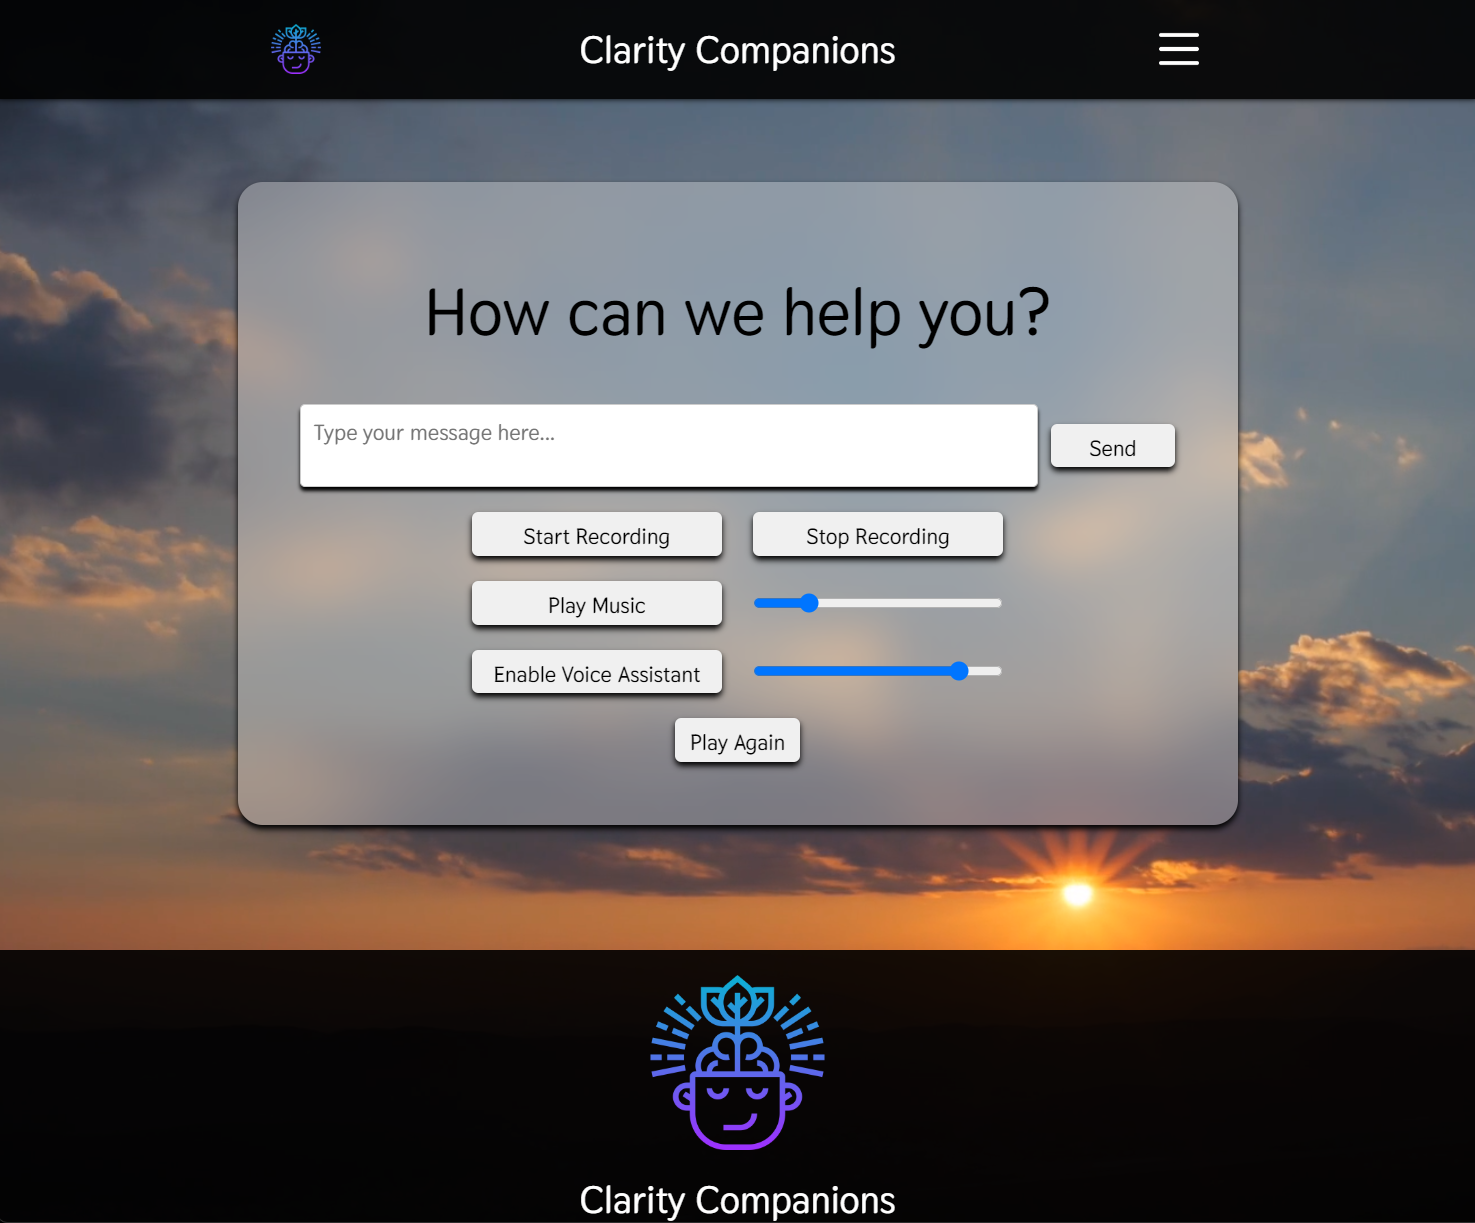 Clarity Companions
How can we help you?
Type your message here...
Send
Start Recording
Stop Recording
Play Music
Enable Voice Assistant
Play Again
Clarity Companions